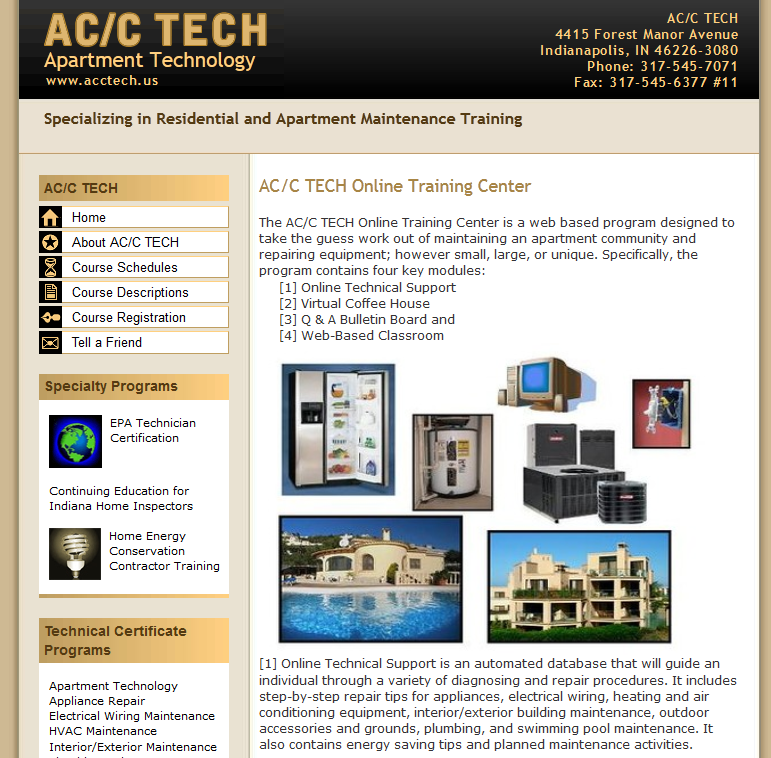 AC/C TECH
Apartment Technology
www.acctech.us
AC/C TECH
4415 Forest Manor Avenue
Indianapolis, IN 46226-3080
Phone: 317-545-7071
Fax: 317-545-6377 #11
Specializing in Residential and Apartment Maintenance Training
AC/C TECH
Home
About AC/C TECH
Course Schedules
Course Descriptions
Course Registration
Tell a Friend
Specialty Programs
EPA Technician
Certification
Continuing Education for
Indiana Home Inspectors
Home Energy
Conservation
Contractor Training
Technical Certificate
Programs
Apartment Technology
Appliance Repair
Electrical Wiring Maintenance
HVAC Maintenance
Interior/Exterior Maintenance
AC/C TECH Online Training Center
The AC/C TECH Online Training Center is a web based program designed to
take the guess work out of maintaining an apartment community and
repairing equipment; however small, large, or unique. Specifically, the
program contains four key modules:
[1] Online Technical Support
[2] Virtual Coffee House
[3] Q & A Bulletin Board and
[4] Web-Based Classroom
[1] Online Technical Support is an automated database that will guide an
individual through a variety of diagnosing and repair procedures. It includes
step-by-step repair tips for appliances, electrical wiring, heating and air
conditioning equipment, interior/exterior building maintenance, outdoor
accessories and grounds, plumbing, and swimming pool maintenance. It
also contains energy saving tips and planned maintenance activities.